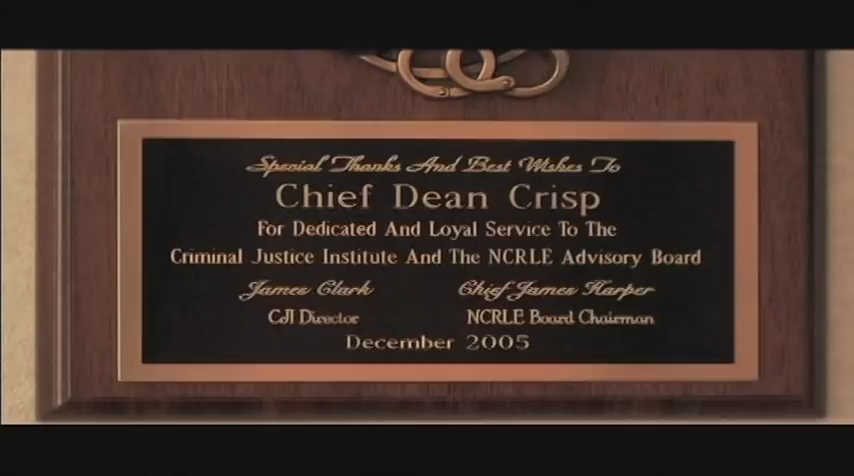 Special Thanks And Best Wishes To
Chief Dean Crisp
For Dedicated And Loyal Service To The
Criminal Justice Institute And The NCRLE Advisory Board
James Clark Chief James Harper
CJI Director NCRLE Board Chairman
December 2005